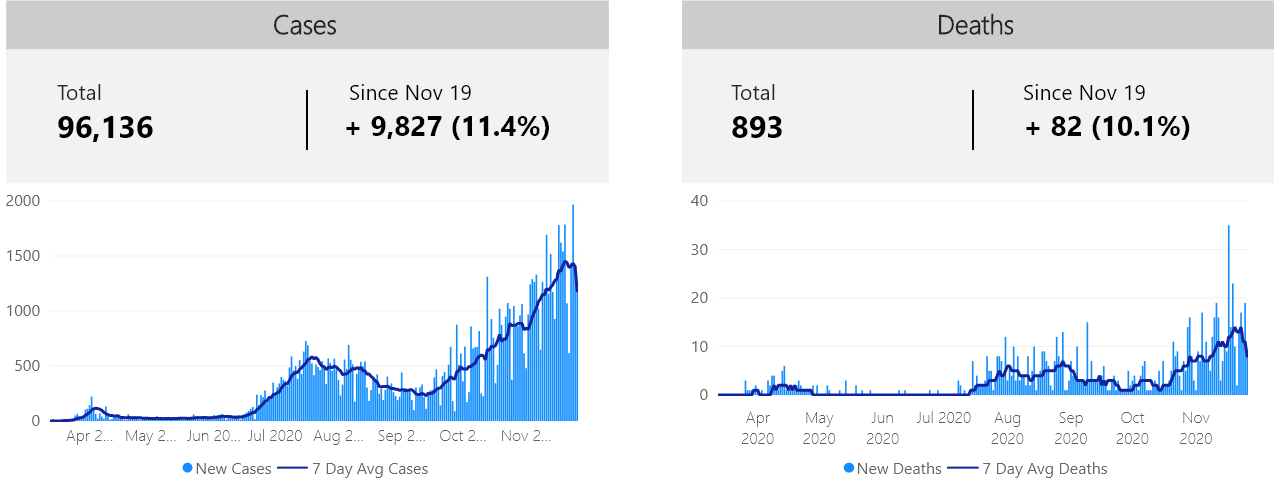 Cases
Total
Since Nov 19
96,136
+ 9,827 (11.4%)
2000
1500
1000
500
0
Apr 2... May 2... Jun 20... Jul 2020 Aug 2... Sep 2... Oct 2... Nov 2...
New Cases 7 Day Avg Cases
Deaths
Total
Since Nov 19
893
+ 82 (10.1%)
40
30
20
10
0
Apr May Jun Jul 2020 Aug Sep Oct Nov
2020 2020 2020 2020 2020 2020 2020
New Deaths 7 Day Avg Deaths